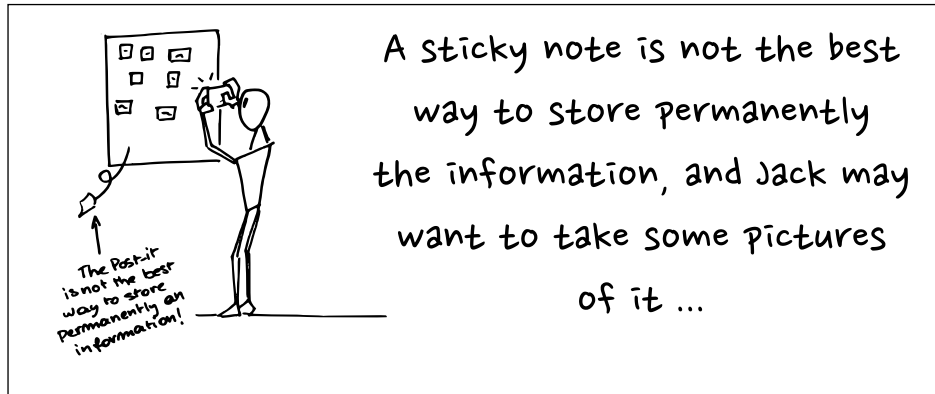 A sticky note is not the best
way to store permanently
the information, and Jack may
want to take some pictures
of it ...
The Post-it
is not the best
way to store
permanently an
information!